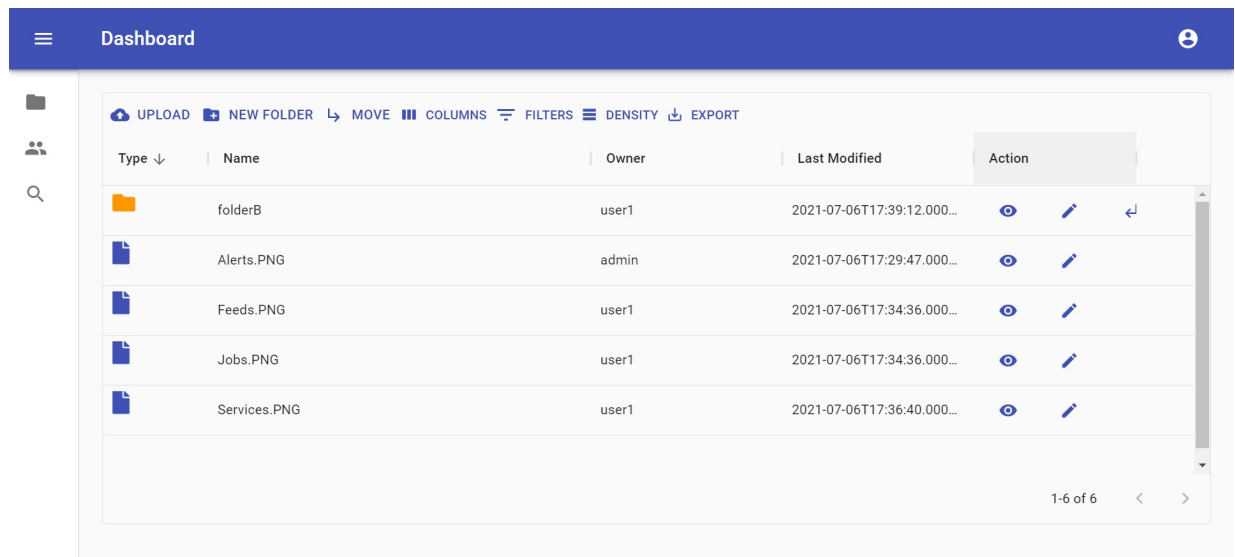 Dashboard
UPLOAD NEW FOLDER MOVE COLUMNS FILTERS DENSITY EXPORT
Type Name Owner Last Modified Action
folderB user1 2021-07-06T17:39:12.000...
Alerts.PNG admin 2021-07-06T17:29:47.000...
Feeds.PNG user1 2021-07-06T17:34:36.000...
Jobs.PNG user1 2021-07-06T17:34:36.000...
Services.PNG user1 2021-07-06T17:36:40.000...
1-6 of 6